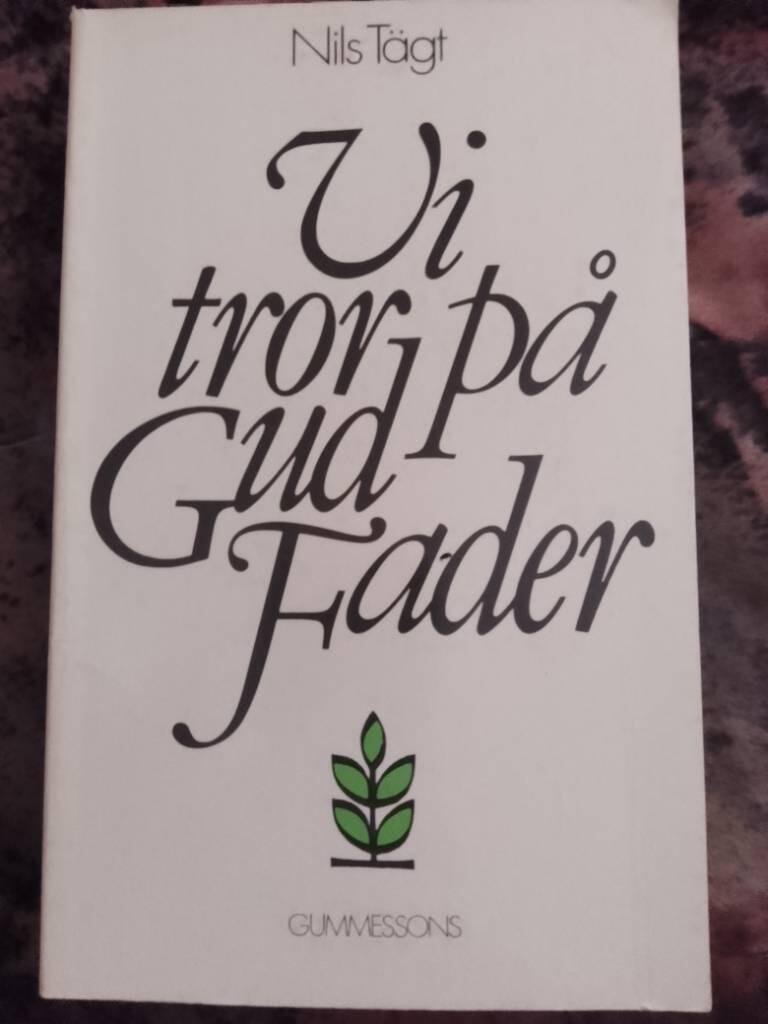 Nils Tägt
Vi
tror på
Gud
Fader
GUMMESSONS